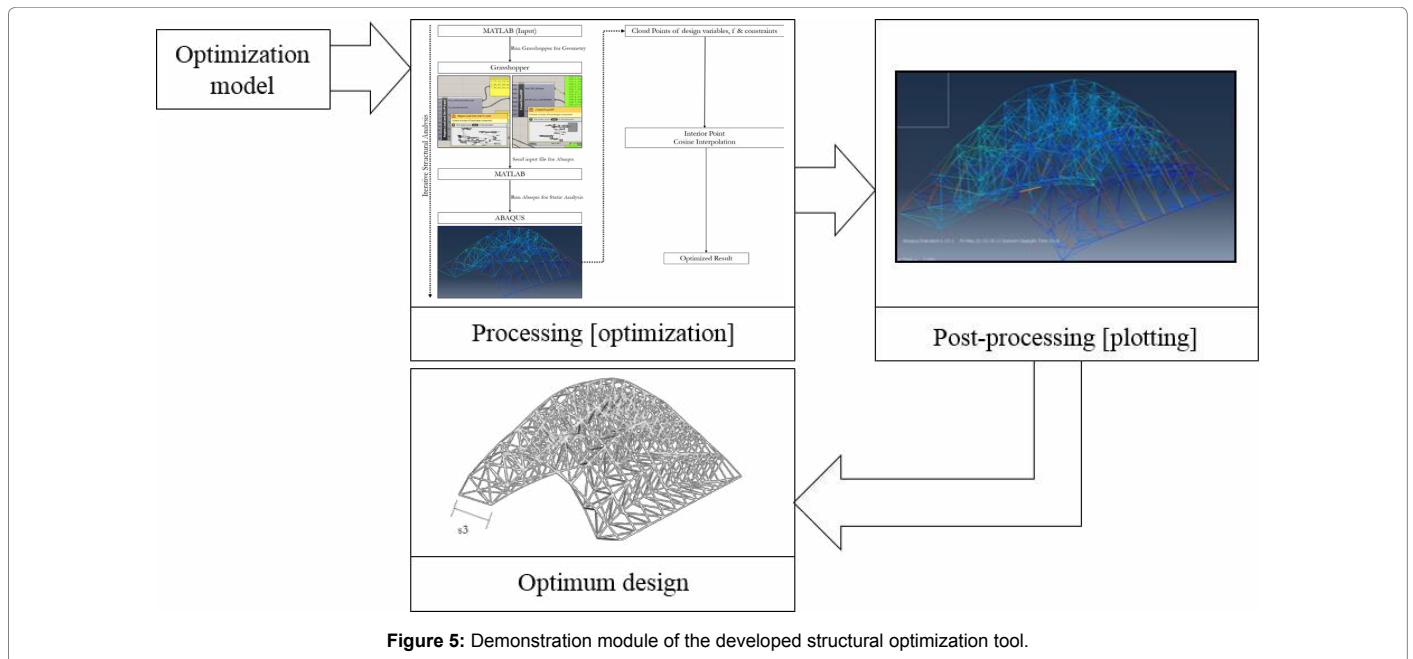 Optimization
model
MATLAB (Input)
Run Grasshopper for Geometry
Grasshopper
Send input file for Abaqus
MATLAB
Run Abaqus for Static Analysis
ABAQUS
Iterative Structural Analysis
Cloud Points of design variables, f & constraints
Interior Point
Cosine Interpolation
Optimized Result
Processing [optimization]
Post-processing [plotting]
s3
Optimum design
Figure 5: Demonstration module of the developed structural optimization tool.